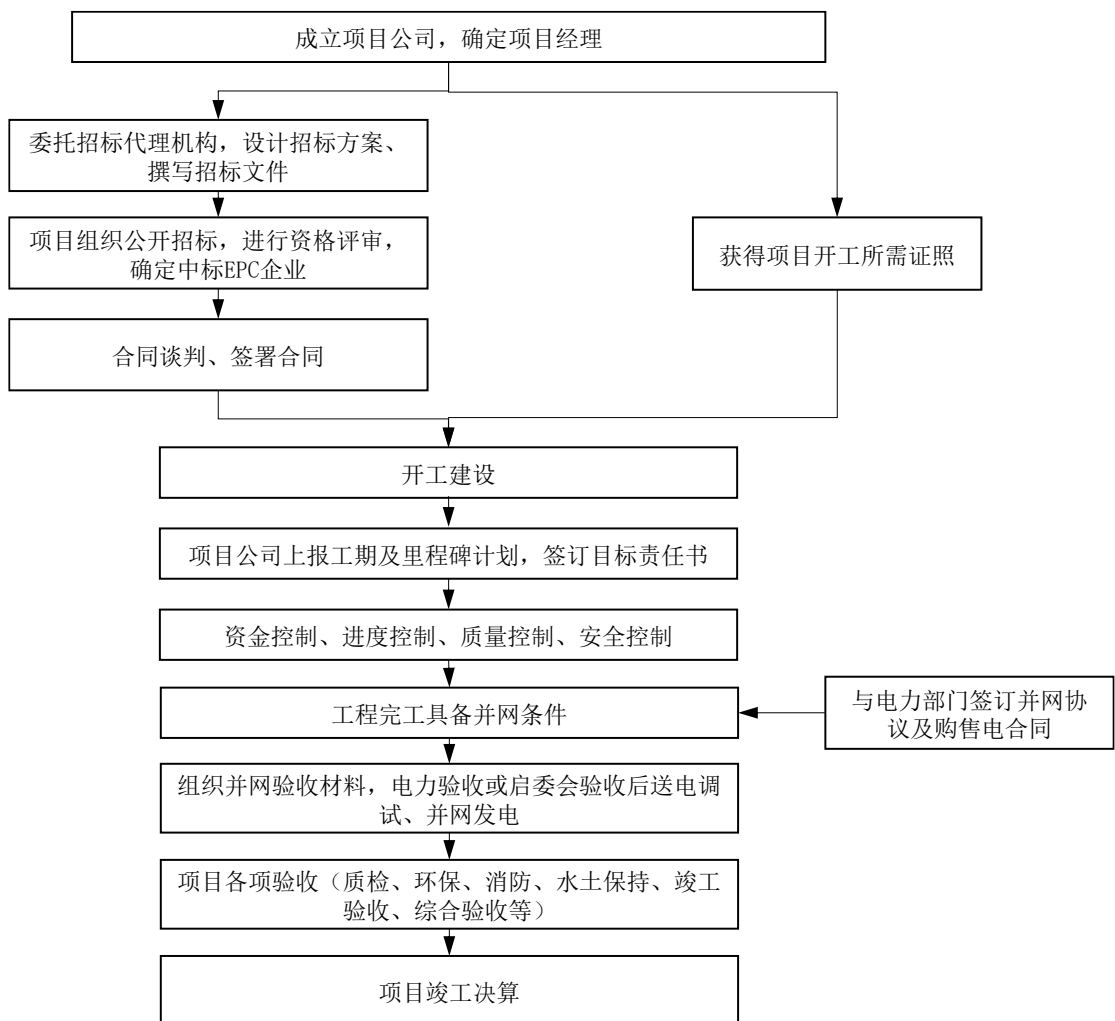 成立项目公司，确定项目经理
委托招标代理机构，设计招标方案、
撰写招标文件
项目组织公开招标，进行资格评审，
确定中标EPC企业
获得项目开工所需证照
合同谈判、签署合同
开工建设
项目公司上报工期及里程碑计划，签订目标责任书
资金控制、进度控制、质量控制、安全控制
工程完工具备并网条件
与电力部门签订并网协
议及购售电合同
组织并网验收材料，电力验收或启委会验收后送电调
试、并网发电
项目各项验收（质检、环保、消防、水土保持、竣工
验收、综合验收等）
项目竣工决算